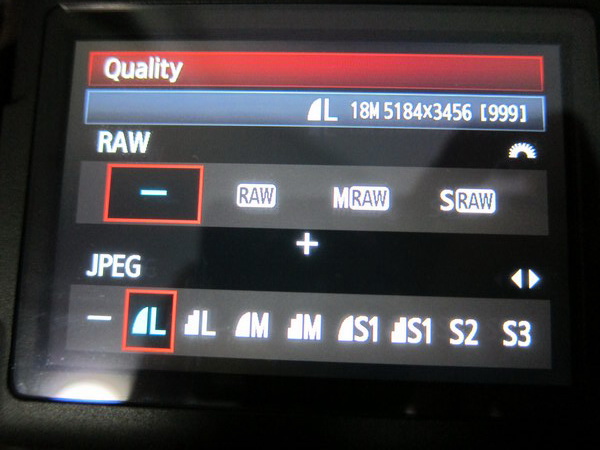 Quality
L 18M 5184x3456 [999]
RAW
— RAW MRAW SRAW
+
JPEG
— L L M M S1 S1 S2 S3